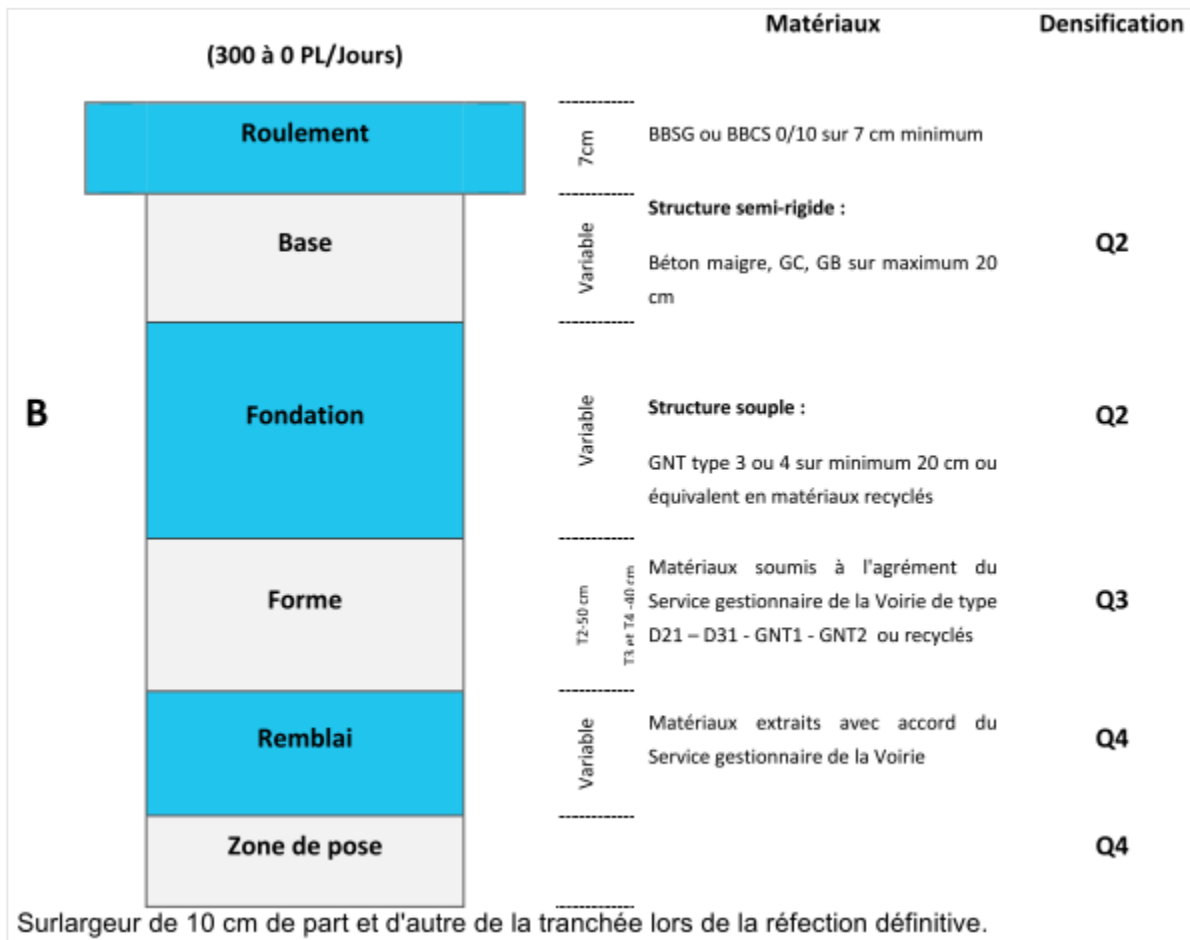 Matériaux
Densification
(300 à 0 PL/Jours)
Roulement
7cm
BBSG ou BBCS 0/10 sur 7 cm minimum
Base
Variable
Structure semi-rigide :
Béton maigre, GC, GB sur maximum 20
cm
Q2
B
Fondation
Variable
Structure souple :
GNT type 3 ou 4 sur minimum 20 cm ou
équivalent en matériaux recyclés
Q2
Forme
T2-50 cm
T3 et T4 -40 cm
Matériaux soumis à l'agrément du
Service gestionnaire de la Voirie de type
D21 – D31 - GNT1 - GNT2 ou recyclés
Q3
Remblai
Variable
Matériaux extraits avec accord du
Service gestionnaire de la Voirie
Q4
Zone de pose
Q4
Surlargeur de 10 cm de part et d'autre de la tranchée lors de la réfection définitive.